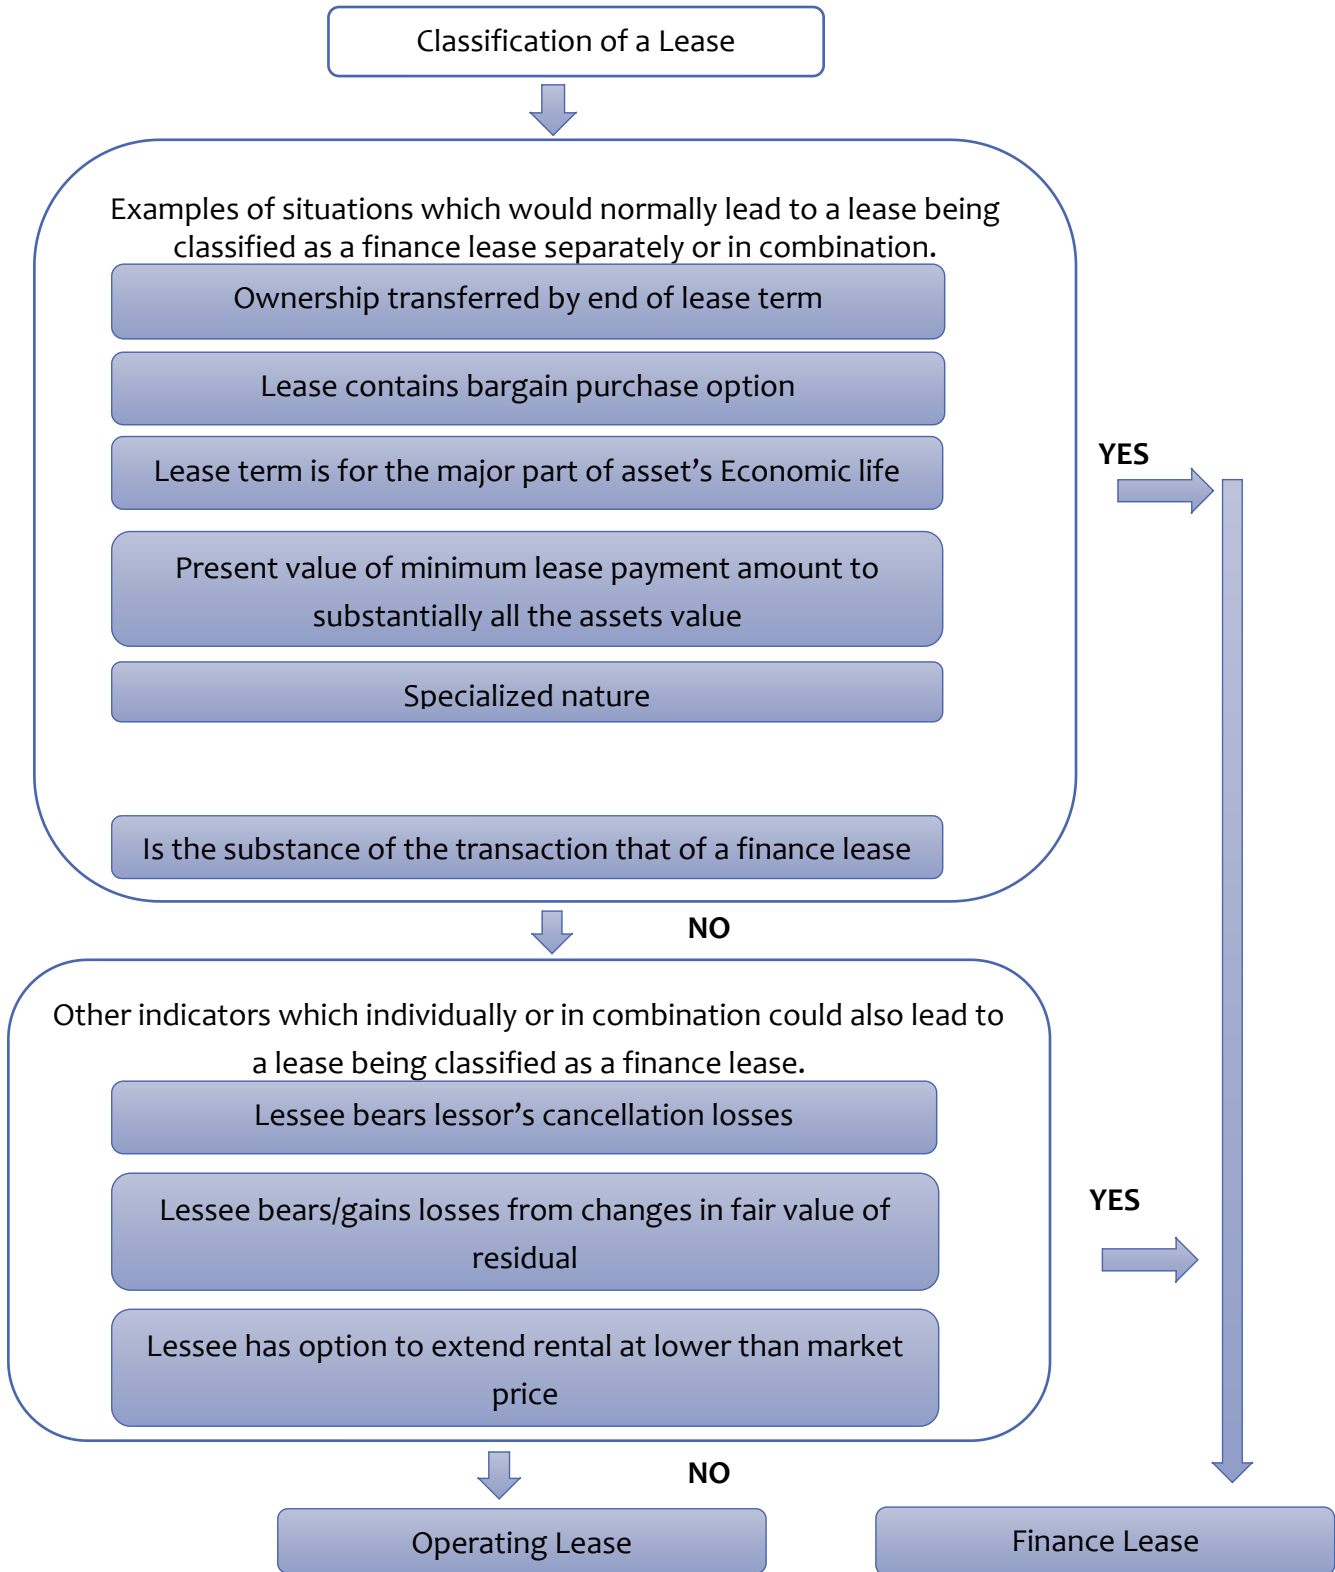 Classification of a Lease
Examples of situations which would normally lead to a lease being
classified as a finance lease separately or in combination.
Ownership transferred by end of lease term
Lease contains bargain purchase option
Lease term is for the major part of asset’s Economic life
YES
Present value of minimum lease payment amount to
substantially all the assets value
Specialized nature
Is the substance of the transaction that of a finance lease
NO
Other indicators which individually or in combination could also lead to
a lease being classified as a finance lease.
Lessee bears lessor’s cancellation losses
Lessee bears/gains losses from changes in fair value of
residual
YES
Lessee has option to extend rental at lower than market
price
NO
Operating Lease
Finance Lease